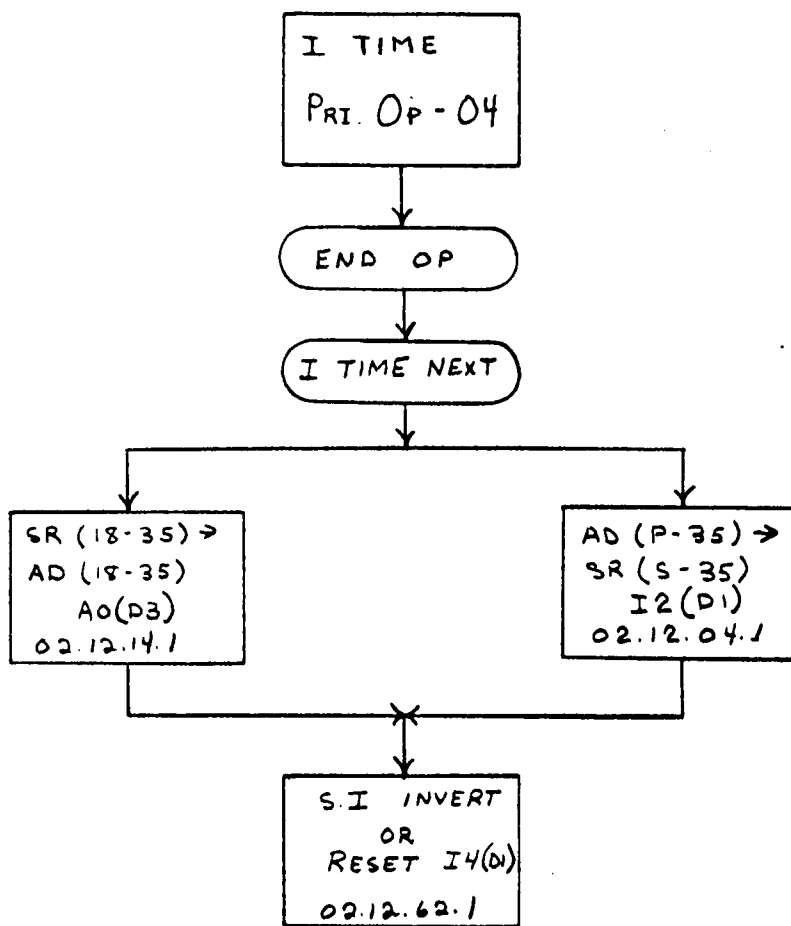 I TIME
PRI. OP - 04
END OP
I TIME NEXT
SR (18-35) →
AD (18-35)
A0(D3)
02.12.14.1
AD (P-35) →
SR (S-35)
I2 (D1)
02.12.04.1
S.I INVERT
OR
RESET I4(D1)
02.12.62.1